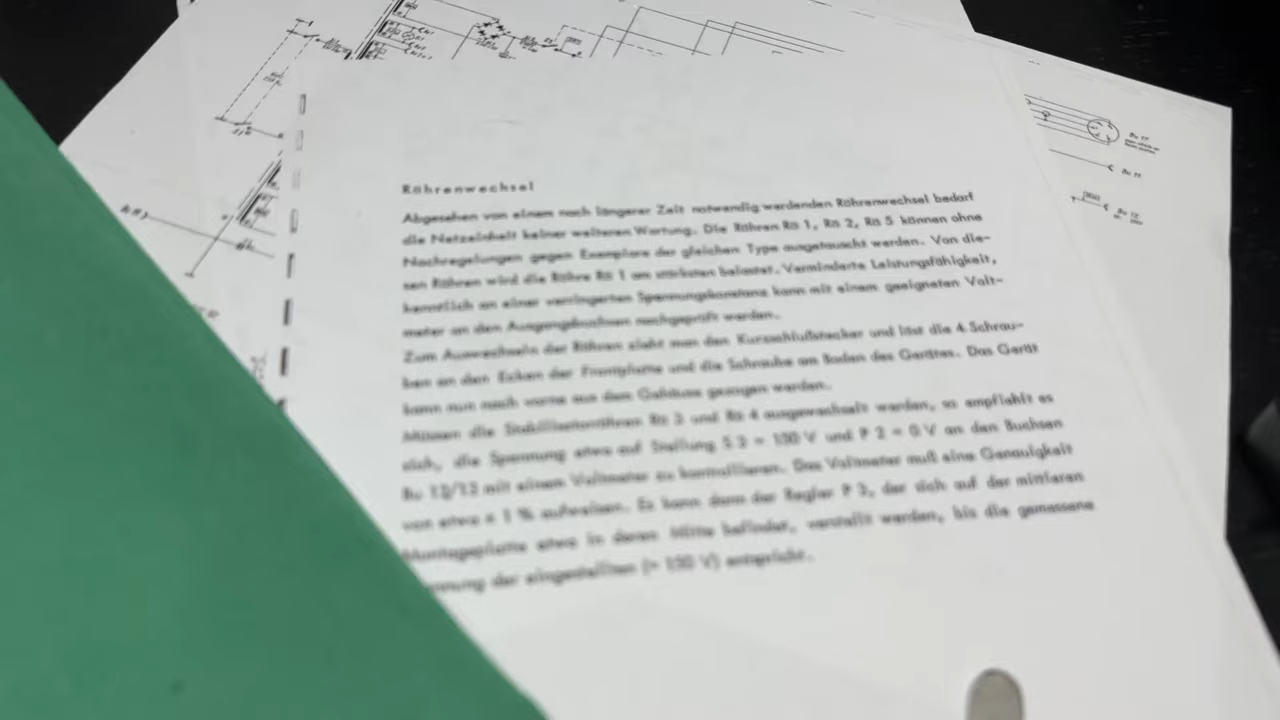 Röhrenwechsel
Abgesehen von einem nach längerer Zeit notwendig werdenden Röhrenwechsel bedarf
die Netzeinheit keiner weiteren Wartung. Die Röhren Rö 1, Rö 2, Rö 5 können ohne
Nachregelungen gegen Exemplare der gleichen Type ausgetauscht werden. Von die-
sen Röhren wird die Röhre Rö 1 am stärksten belastet. Verminderte Leistungsfähigkeit,
kenntlich an einer verringerten Spannungskonstanz kann mit einem geeigneten Volt-
meter an den Ausgangsbuchsen nachgeprüft werden.
Zum Auswechseln der Röhren zieht man den Kurzschlußstecker und löst die 4 Schrau-
ben an den Ecken der Frontplatte und die Schraube am Boden des Gerätes. Das Gerät
kann nun nach vorne aus dem Gehäuse gezogen werden.
Müssen die Stabilisatorröhren Rö 3 und Rö 4 ausgewechselt werden, so empfiehlt es
sich, die Spannung etwa auf Stellung S 3 = 150 V und P 2 = 0 V an den Buchsen
Bu 12/13 mit einem Voltmeter zu kontrollieren. Das Voltmeter muß eine Genauigkeit
von etwa ± 1 % aufweisen. Es kann dann der Regler P 3, der sich auf der mittleren
Montageplatte etwa in deren Mitte befindet, verstellt werden, bis die gemessene
der eingestellten (= 150 V) entspricht.